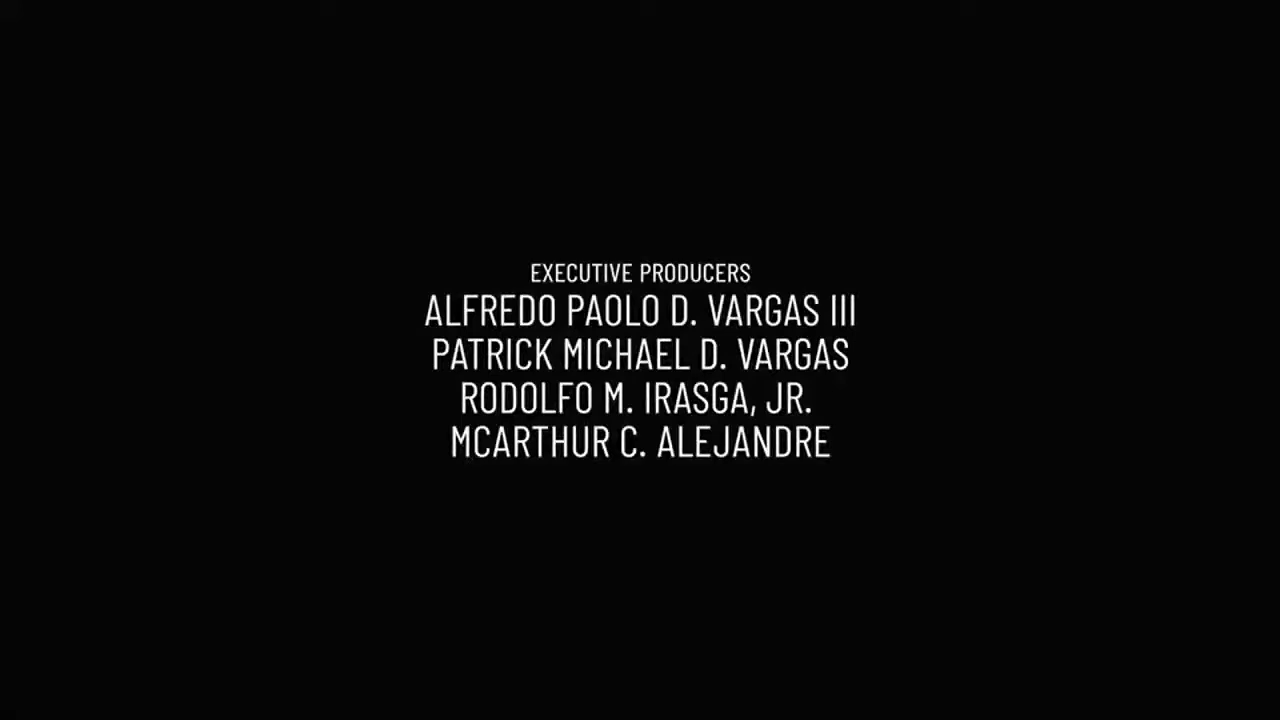 EXECUTIVE PRODUCERS
ALFREDO PAOLO D. VARGAS III
PATRICK MICHAEL D. VARGAS
RODOLFO M. IRASGA, JR.
MCARTHUR C. ALEJANDRE